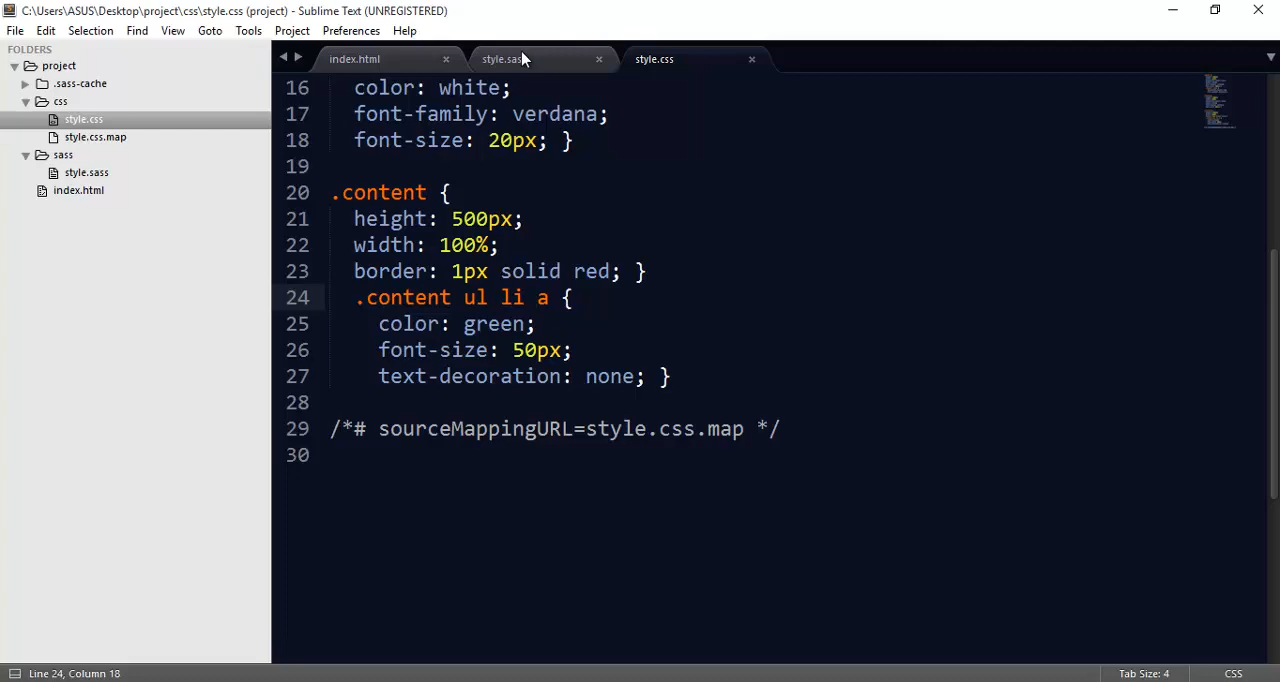 C:\Users\ASUS\Desktop\project\css\style.css (project) - Sublime Text (UNREGISTERED)
File Edit Selection Find View Goto Tools Project Preferences Help
FOLDERS
project
.sass-cache
css
style.css
style.css.map
sass
style.sass
index.html
index.html × style.sass × style.css ×
16 color: white;
17 font-family: verdana;
18 font-size: 20px; }
19
20 .content {
21 height: 500px;
22 width: 100%;
23 border: 1px solid red; }
24 .content ul li a {
25 color: green;
26 font-size: 50px;
27 text-decoration: none; }
28
29 /*# sourceMappingURL=style.css.map */
30
Line 24, Column 18 Tab Size: 4 CSS